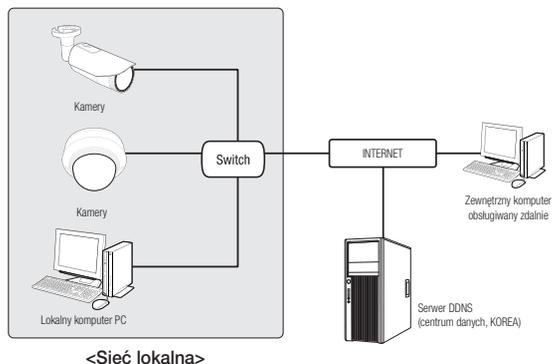 Kamery
Switch
INTERNET
Kamery
Zewnętrzny komputer
obsługiwany zdalnie
Lokalny komputer PC
Serwer DDNS
(centrum danych, KOREA)
<Sieć lokalna>